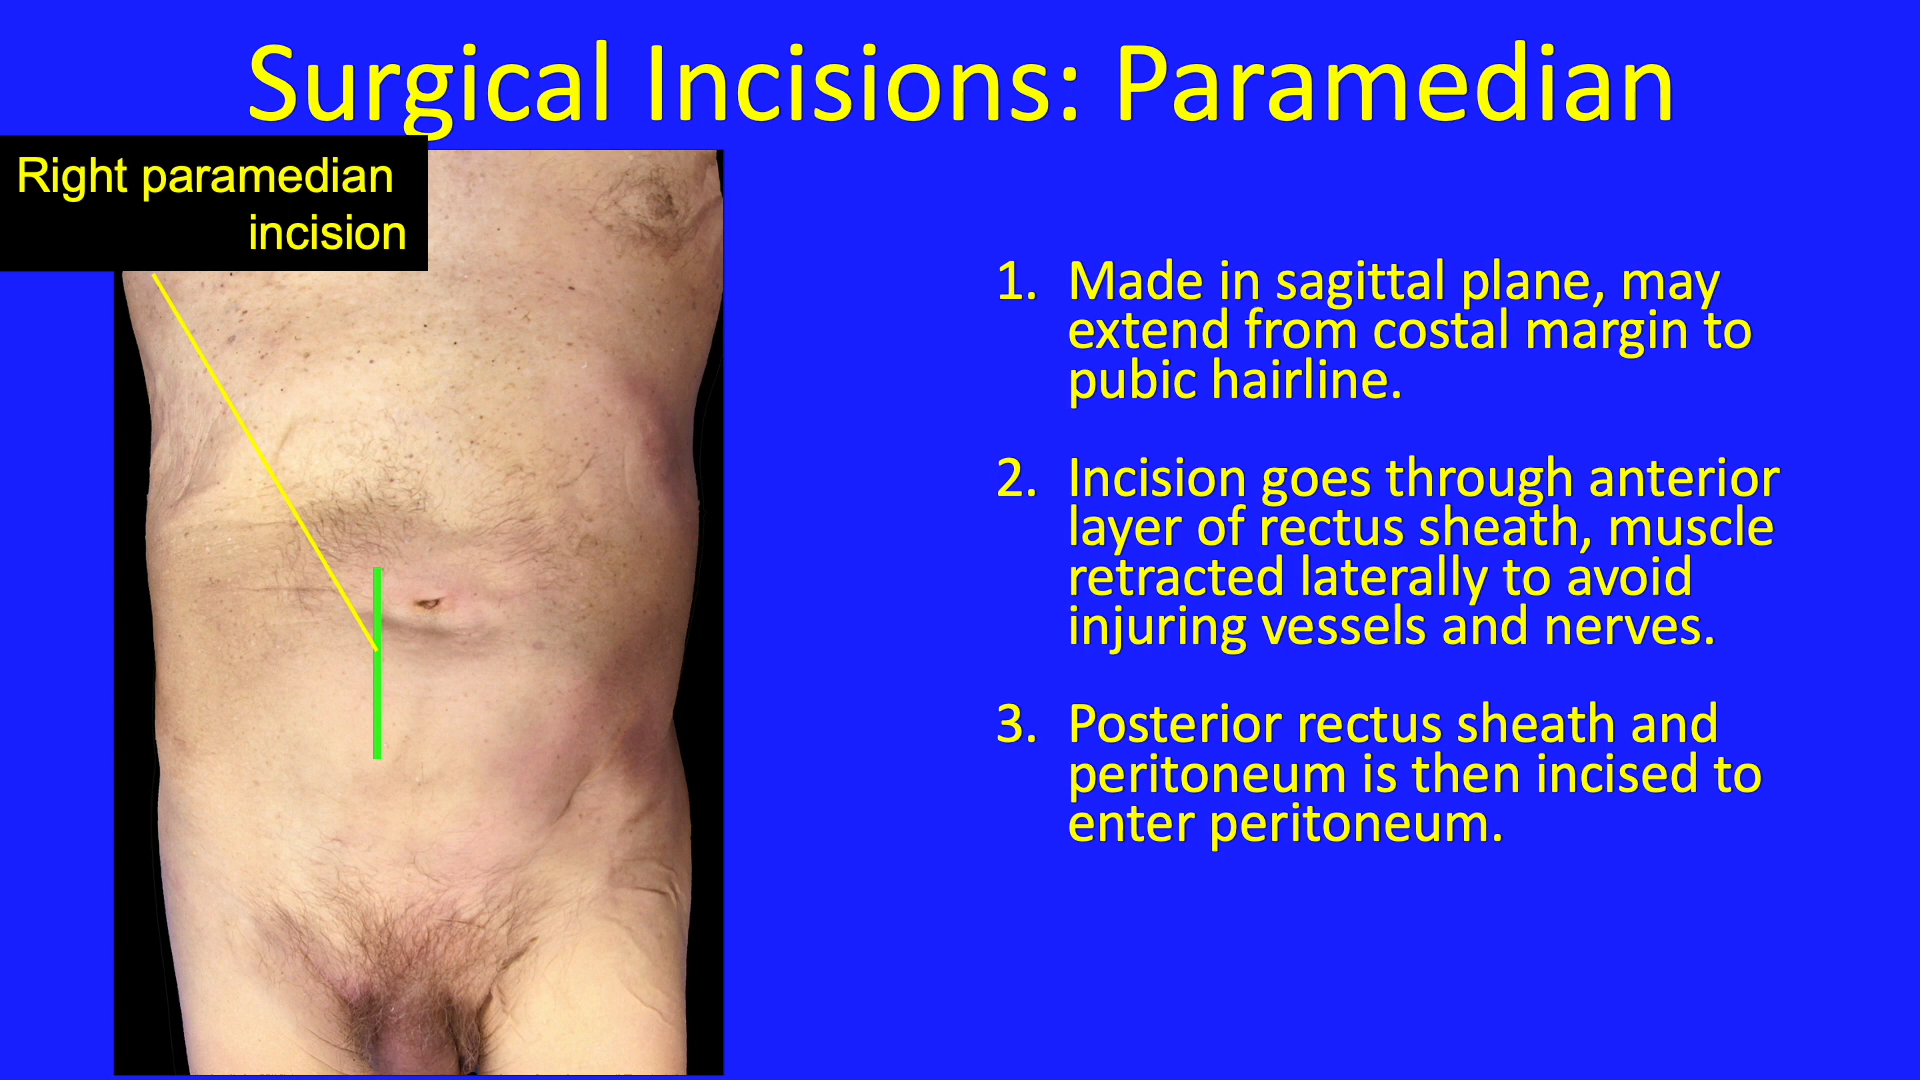 Surgical Incisions: Paramedian
Right paramedian
incision
1. Made in sagittal plane, may
extend from costal margin to
pubic hairline.
2. Incision goes through anterior
layer of rectus sheath, muscle
retracted laterally to avoid
injuring vessels and nerves.
3. Posterior rectus sheath and
peritoneum is then incised to
enter peritoneum.